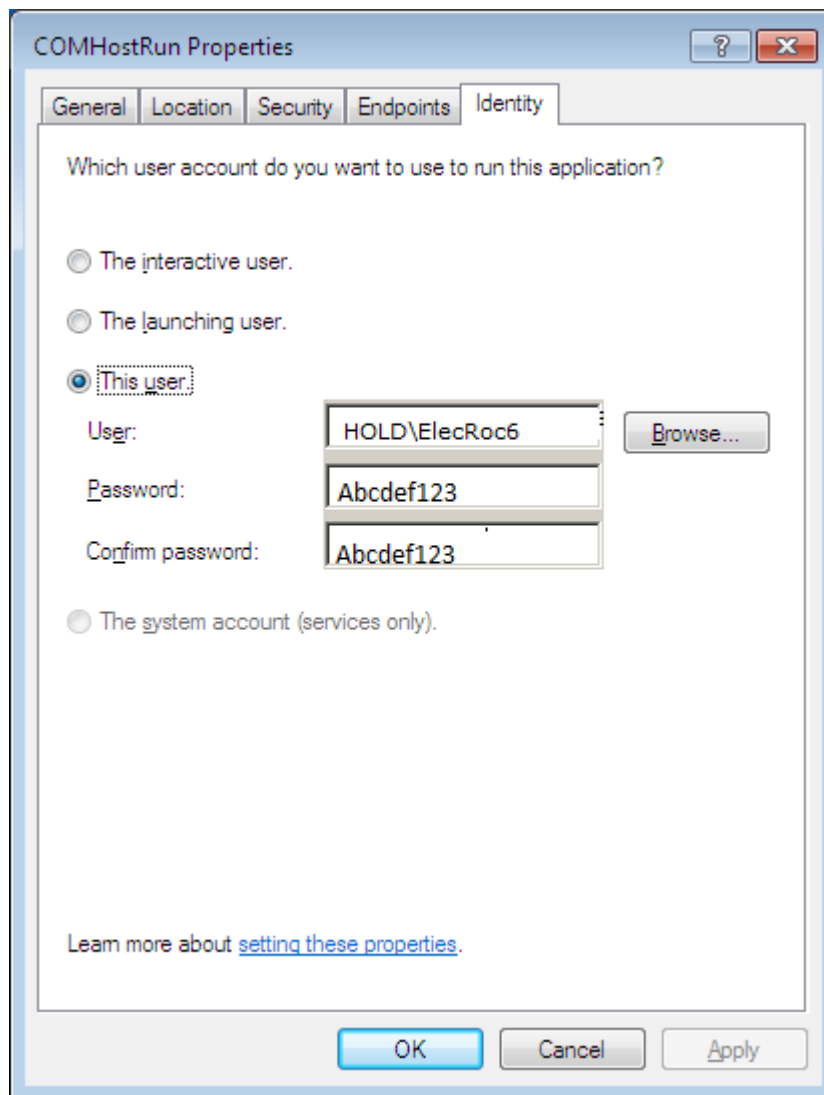 COMHostRun Properties
General Location Security Endpoints Identity
Which user account do you want to use to run this application?
The interactive user.
The launching user.
This user.
User: HOLD\ElecRoc6 Browse...
Password: Abcdef123
Confirm password: Abcdef123
The system account (services only).
Learn more about setting these properties.
OK Cancel Apply